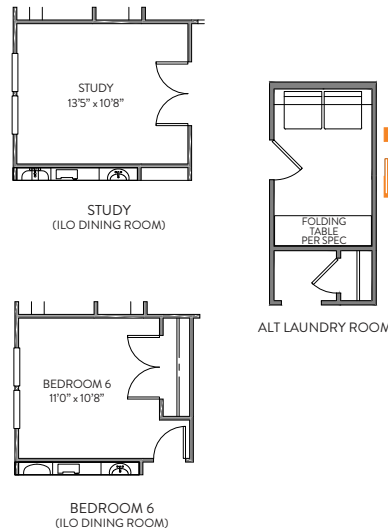 STUDY
13'5" x 10'8"
STUDY
(ILO DINING ROOM)
FOLDING
TABLE
PER SPEC
ALT LAUNDRY ROOM
BEDROOM 6
11'0" x 10'8"
BEDROOM 6
(ILO DINING ROOM)